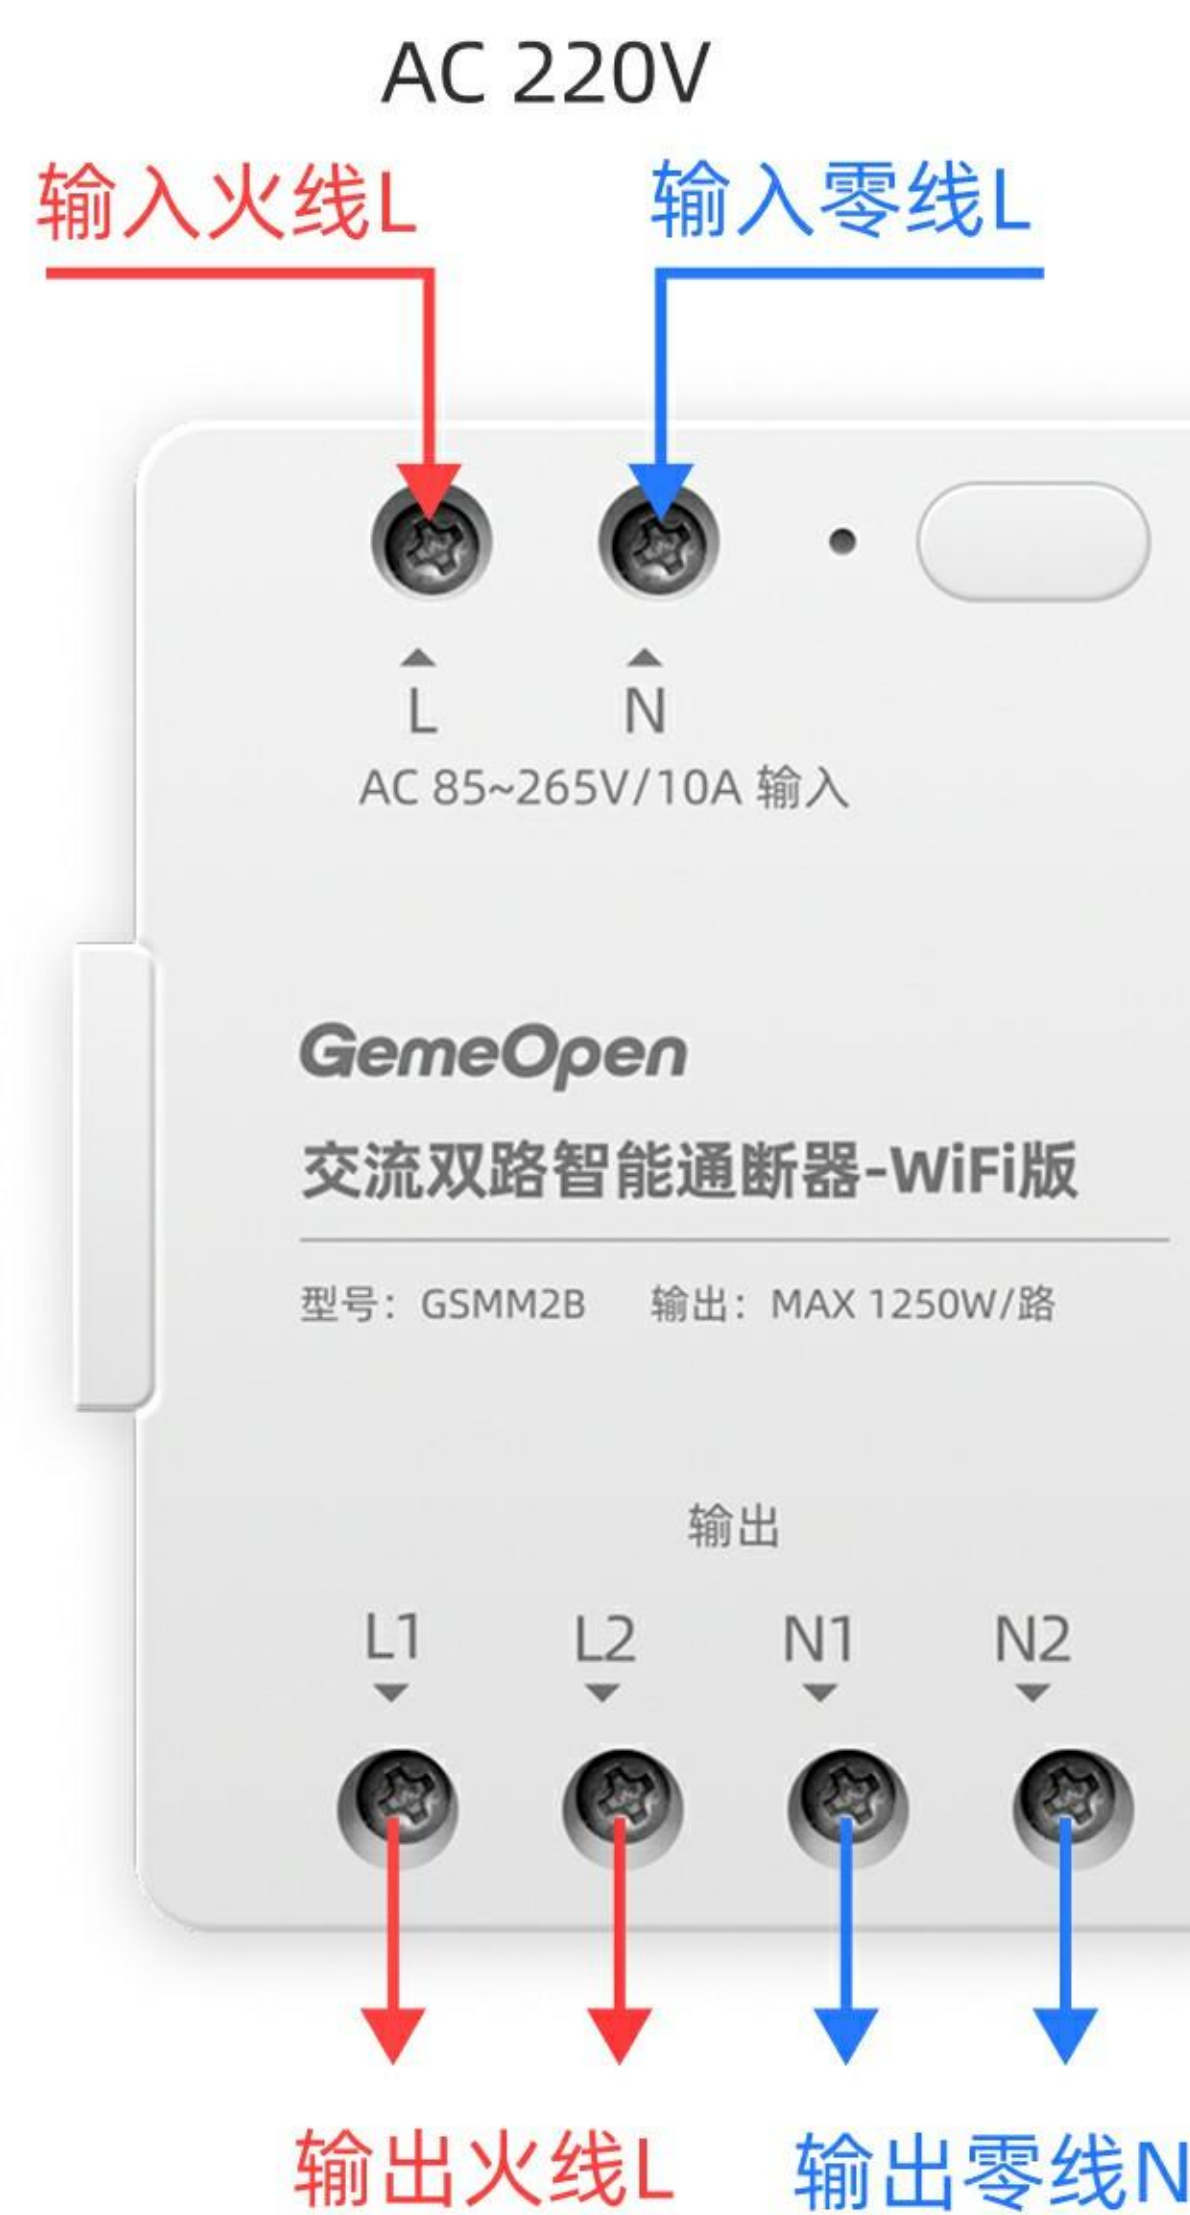 AC 220V
输入火线L 输入零线L
L N
AC 85~265V/10A 输入
GemeOpen
交流双路智能通断器-WiFi版
型号：GSMM2B 输出：MAX 1250W/路
输出
L1 L2 N1 N2
输出火线L 输出零线N